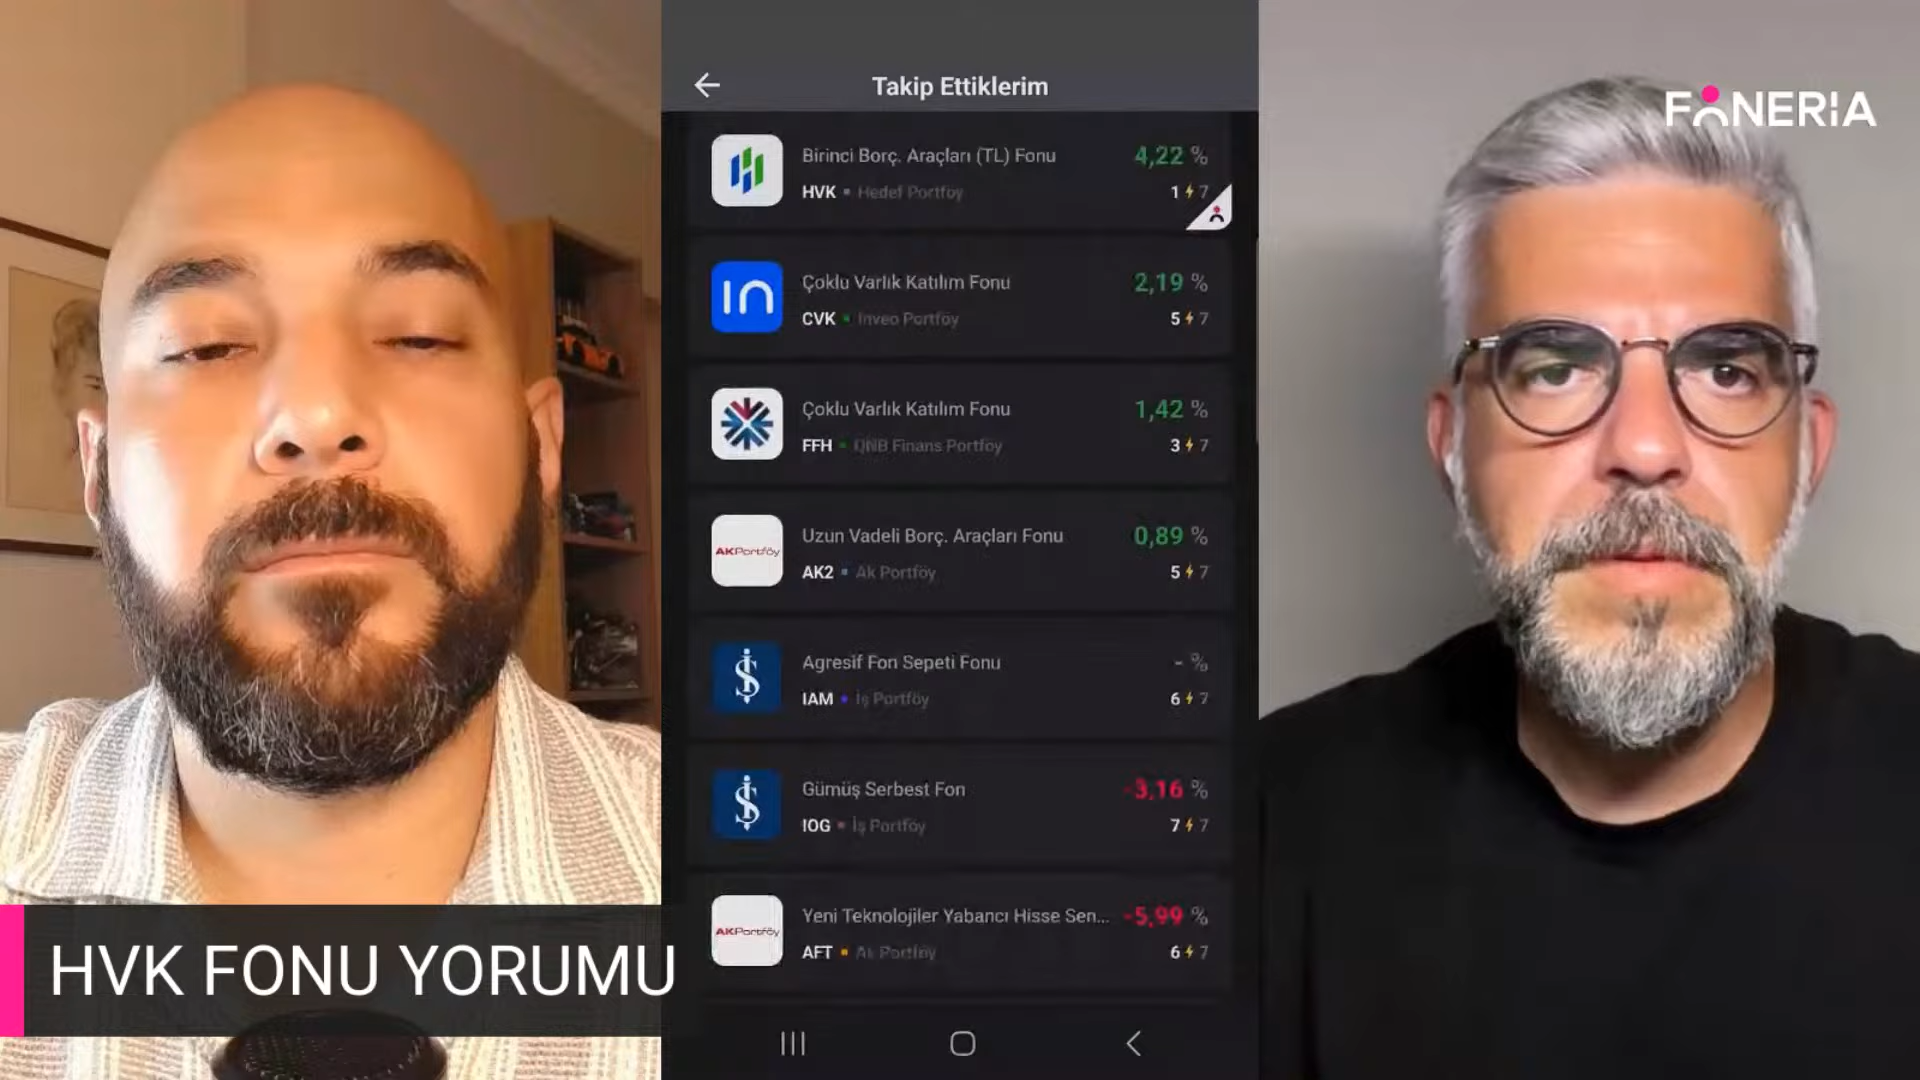 Takip Ettiklerim
FONERIA
Birinci Borç. Araçları (TL) Fonu
4,22 %
HVK • Hedef Portföy
1 7
in
Çoklu Varlık Katılım Fonu
2,19 %
CVK • Inveo Portföy
5 7
Çoklu Varlık Katılım Fonu
1,42 %
FFH • QNB Finans Portföy
3 7
AKPortföy
Uzun Vadeli Borç. Araçları Fonu
0,89 %
AK2 • Ak Portföy
5 7
Agresif Fon Sepeti Fonu
- %
IAM • İş Portföy
6 7
Gümüş Serbest Fon
-3,16 %
IOG • İş Portföy
7 7
AKPortföy
Yeni Teknolojiler Yabancı Hisse Sen...
-5,99 %
AFT • Ak Portföy
6 7
HVK FONU YORUMU